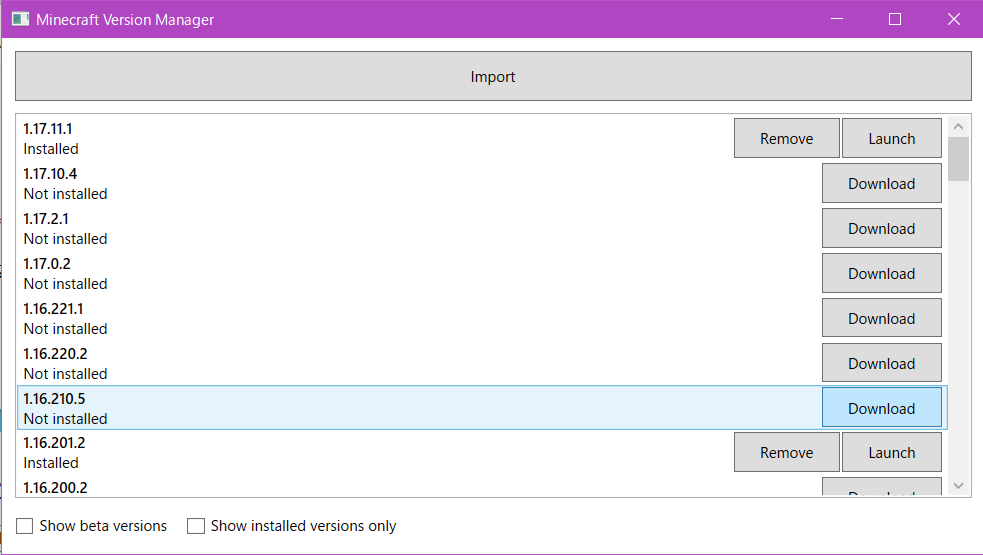 Minecraft Version Manager
Import
1.17.11.1
Installed
Remove
Launch
1.17.10.4
Not installed
Download
1.17.2.1
Not installed
Download
1.17.0.2
Not installed
Download
1.16.221.1
Not installed
Download
1.16.220.2
Not installed
Download
1.16.210.5
Not installed
Download
1.16.201.2
Installed
Remove
Launch
1.16.200.2
Download
Show beta versions
Show installed versions only